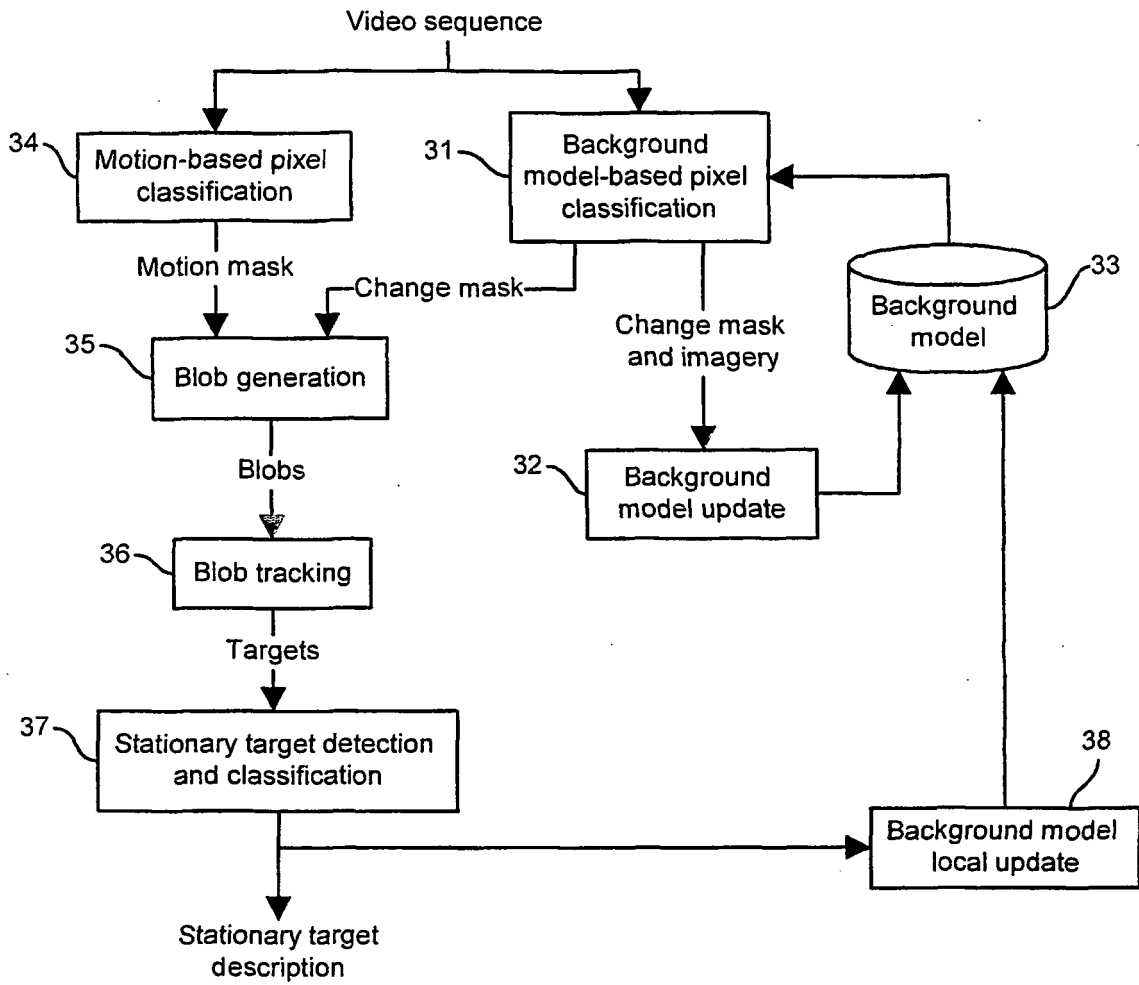 Video sequence
34
Motion-based pixel
classification
31
Background
model-based pixel
classification
Motion mask
Change mask
33
Background
model
Change mask
and imagery
35
Blob generation
32
Background
model update
Blobs
36
Blob tracking
Targets
37
Stationary target detection
and classification
38
Background model
local update
Stationary target
description